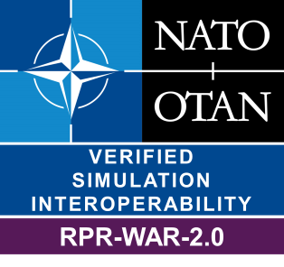 NATO
OTAN
VERIFIED
SIMULATION
INTEROPERABILITY
RPR-WAR-2.0